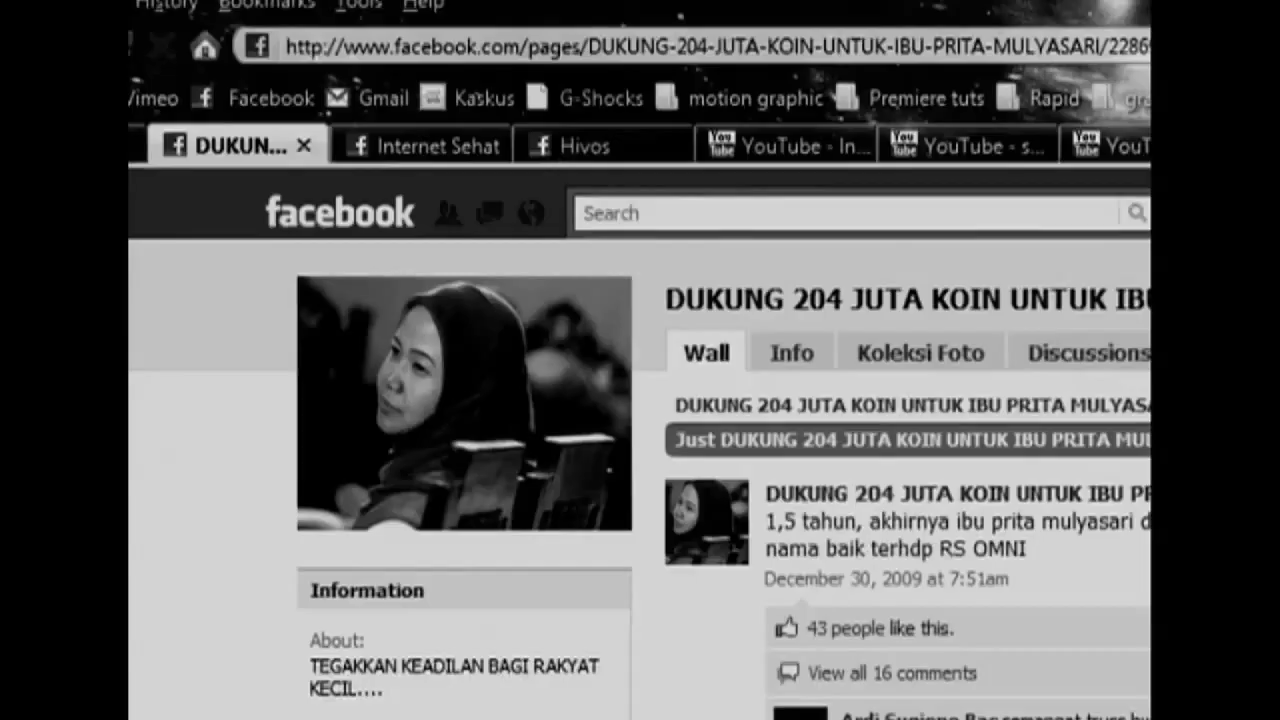 History Bookmarks Tools Help
http://www.facebook.com/pages/DUKUNG-204-JUTA-KOIN-UNTUK-IBU-PRITA-MULYASARI/2286
Vimeo Facebook Gmail Kaskus G-Shocks motion graphic Premiere tuts Rapid
DUKUN... Internet Sehat Hivos YouTube - In... YouTube - s... YouT
facebook Search
DUKUNG 204 JUTA KOIN UNTUK IBU
Wall Info Koleksi Foto Discussions
DUKUNG 204 JUTA KOIN UNTUK IBU PRITA MULYASA
Just DUKUNG 204 JUTA KOIN UNTUK IBU PRITA MUL
DUKUNG 204 JUTA KOIN UNTUK IBU PR
1,5 tahun, akhirnya ibu prita mulyasari d
nama baik terhdp RS OMNI
December 30, 2009 at 7:51am
43 people like this.
View all 16 comments
Information
About:
TEGAKKAN KEADILAN BAGI RAKYAT
KECIL....